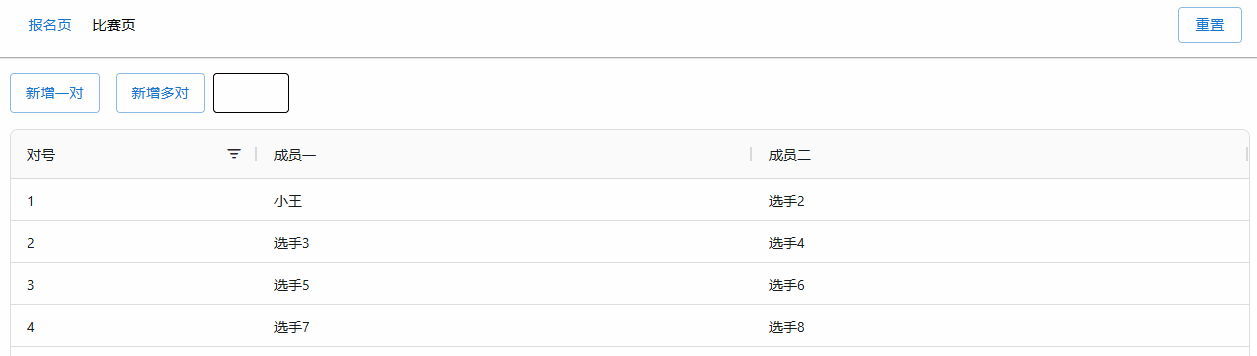 报名页 比赛页 重置
新增一对 新增多对
对号 成员一 成员二
1 小王 选手2
2 选手3 选手4
3 选手5 选手6
4 选手7 选手8